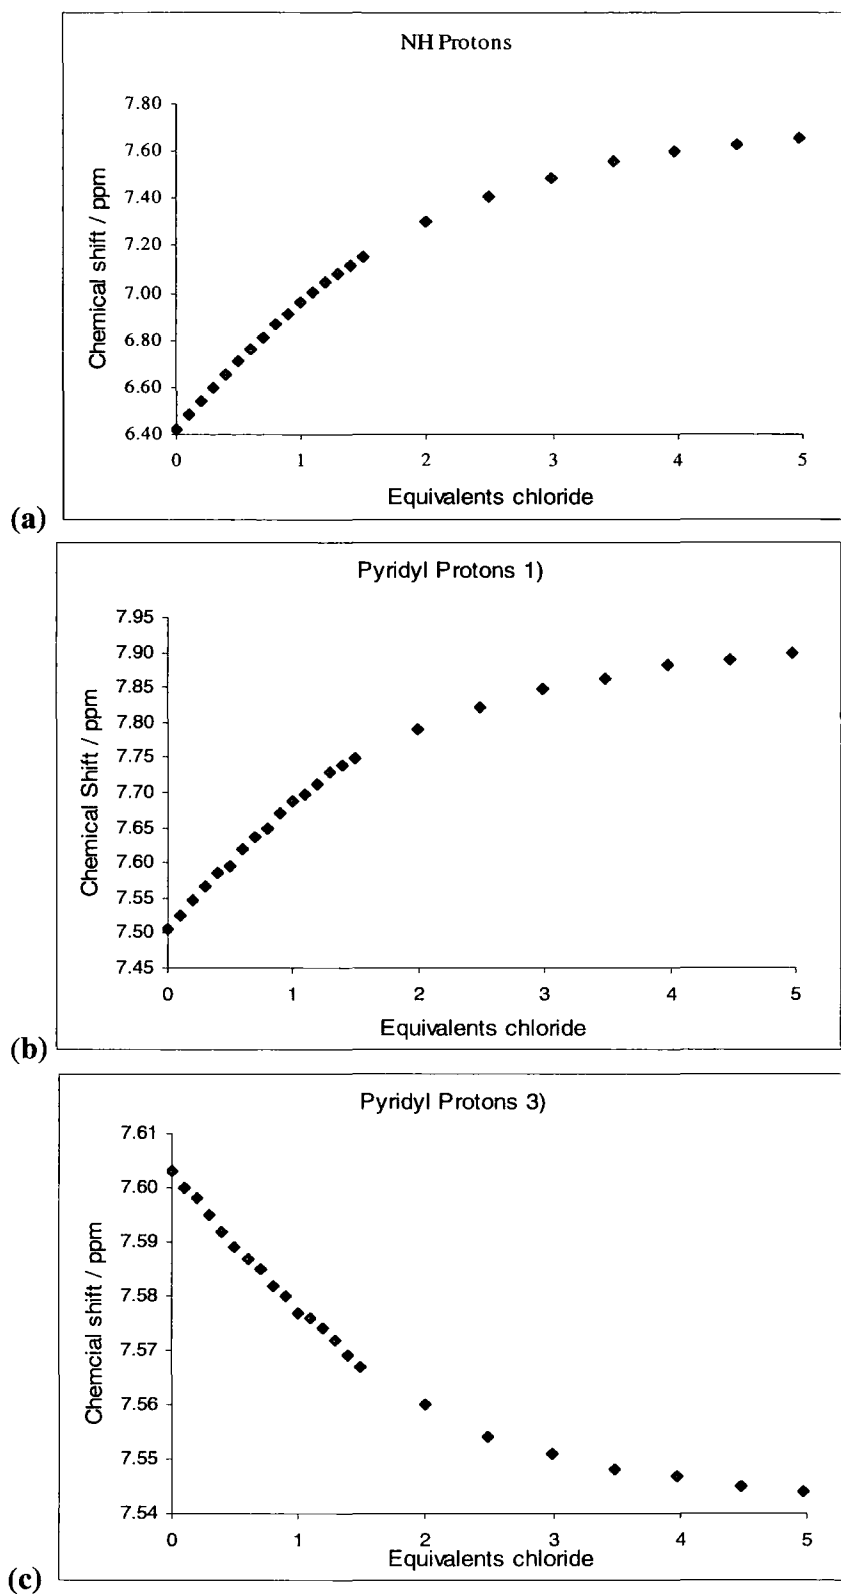 NH Protons
7.80
7.60
7.40
7.20
7.00
6.80
6.60
6.40
0 1 2 3 4 5
Chemical shift / ppm
Equivalents chloride
(a)
Pyridyl Protons 1)
7.95
7.90
7.85
7.80
7.75
7.70
7.65
7.60
7.55
7.50
7.45
0 1 2 3 4 5
Chemical Shift / ppm
Equivalents chloride
(b)
Pyridyl Protons 3)
7.61
7.60
7.59
7.58
7.57
7.56
7.55
7.54
0 1 2 3 4 5
Chemcial shift / ppm
Equivalents chloride
(c)